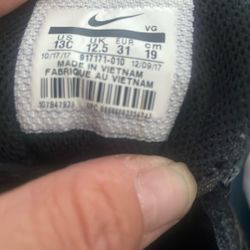 VG
US UK EUR cm
13C 12.5 31 19
10/17/17 917171-010 12/09/17
MADE IN VIETNAM
FABRIQUE AU VIETNAM